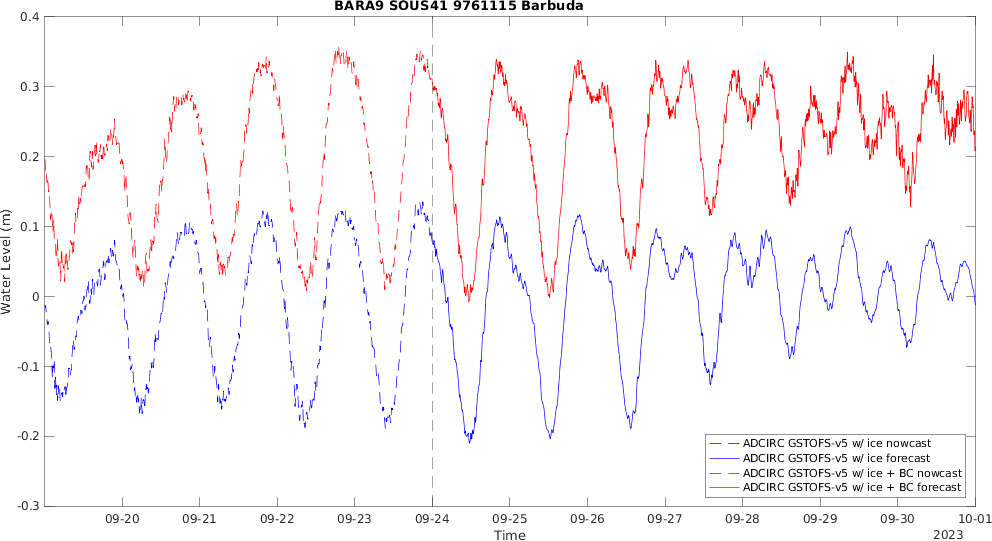 BARA9 SOUS41 9761115 Barbuda
0.4
0.3
0.2
0.1
0
-0.1
-0.2
-0.3
Water Level (m)
ADCIRC GSTOFS-v5 w/ ice nowcast
ADCIRC GSTOFS-v5 w/ ice forecast
ADCIRC GSTOFS-v5 w/ ice + BC nowcast
ADCIRC GSTOFS-v5 w/ ice + BC forecast
09-20 09-21 09-22 09-23 09-24 09-25 09-26 09-27 09-28 09-29 09-30 10-01
Time
2023